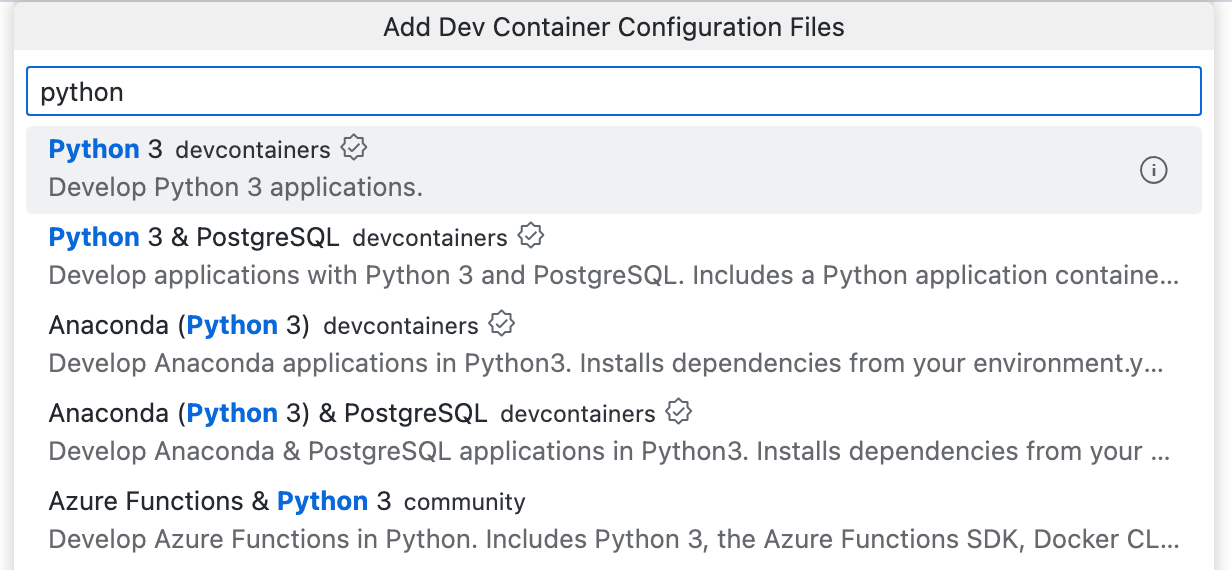 Add Dev Container Configuration Files
python
Python 3 devcontainers
Develop Python 3 applications.
Python 3 & PostgreSQL devcontainers
Develop applications with Python 3 and PostgreSQL. Includes a Python application containe...
Anaconda (Python 3) devcontainers
Develop Anaconda applications in Python3. Installs dependencies from your environment.y...
Anaconda (Python 3) & PostgreSQL devcontainers
Develop Anaconda & PostgreSQL applications in Python3. Installs dependencies from your ...
Azure Functions & Python 3 community
Develop Azure Functions in Python. Includes Python 3, the Azure Functions SDK, Docker CL...